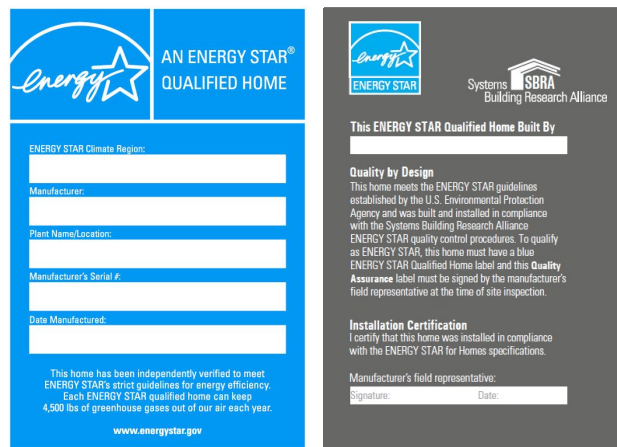 energy
AN ENERGY STAR®
QUALIFIED HOME
ENERGY STAR Climate Region:
Manufacturer:
Plant Name/Location:
Manufacturer's Serial #:
Date Manufactured:
This home has been independently verified to meet
ENERGY STAR's strict guidelines for energy efficiency.
Each ENERGY STAR qualified home can keep
4,500 lbs of greenhouse gases out of our air each year.
www.energystar.gov
energy
ENERGY STAR
Systems SBRA
Building Research Alliance
This ENERGY STAR Qualified Home Built By
Quality by Design
This home meets the ENERGY STAR guidelines
established by the U.S. Environmental Protection
Agency and was built and installed in compliance
with the Systems Building Research Alliance
ENERGY STAR quality control procedures. To qualify
as ENERGY STAR, this home must have a blue
ENERGY STAR Qualified Home label and this Quality
Assurance label must be signed by the manufacturer's
field representative at the time of site inspection.
Installation Certification
I certify that this home was installed in compliance
with the ENERGY STAR for Homes specifications.
Manufacturer's field representative:
Signature: Date: